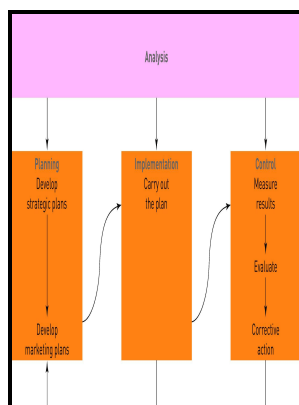 Analysis
Planning
Develop
strategic plans
Develop
marketing plans
Implementation
Carry out
the plan
Control
Measure
results
Evaluate
Corrective
action